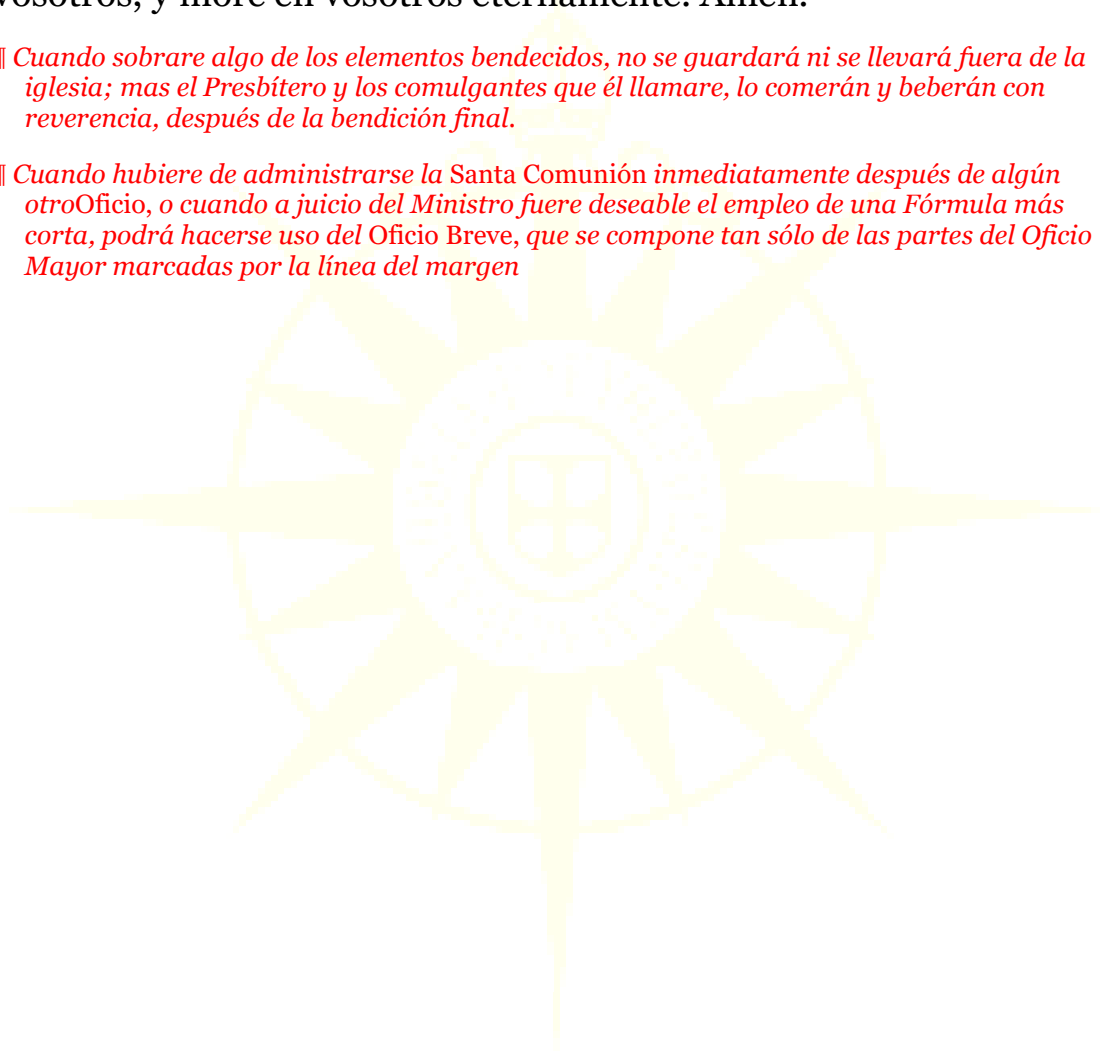 vosotros, y more en vosotros eternamente. Amén.
¶ Cuando sobrare algo de los elementos bendecidos, no se guardará ni se llevará fuera de la
iglesia; mas el Presbítero y los comulgantes que él llamare, lo comerán y beberán con
reverencia, después de la bendición final.
¶ Cuando hubiere de administrarse la Santa Comunión inmediatamente después de algún
otroOficio, o cuando a juicio del Ministro fuere deseable el empleo de una Fórmula más
corta, podrá hacerse uso del Oficio Breve, que se compone tan sólo de las partes del Oficio
Mayor marcadas por la línea del margen